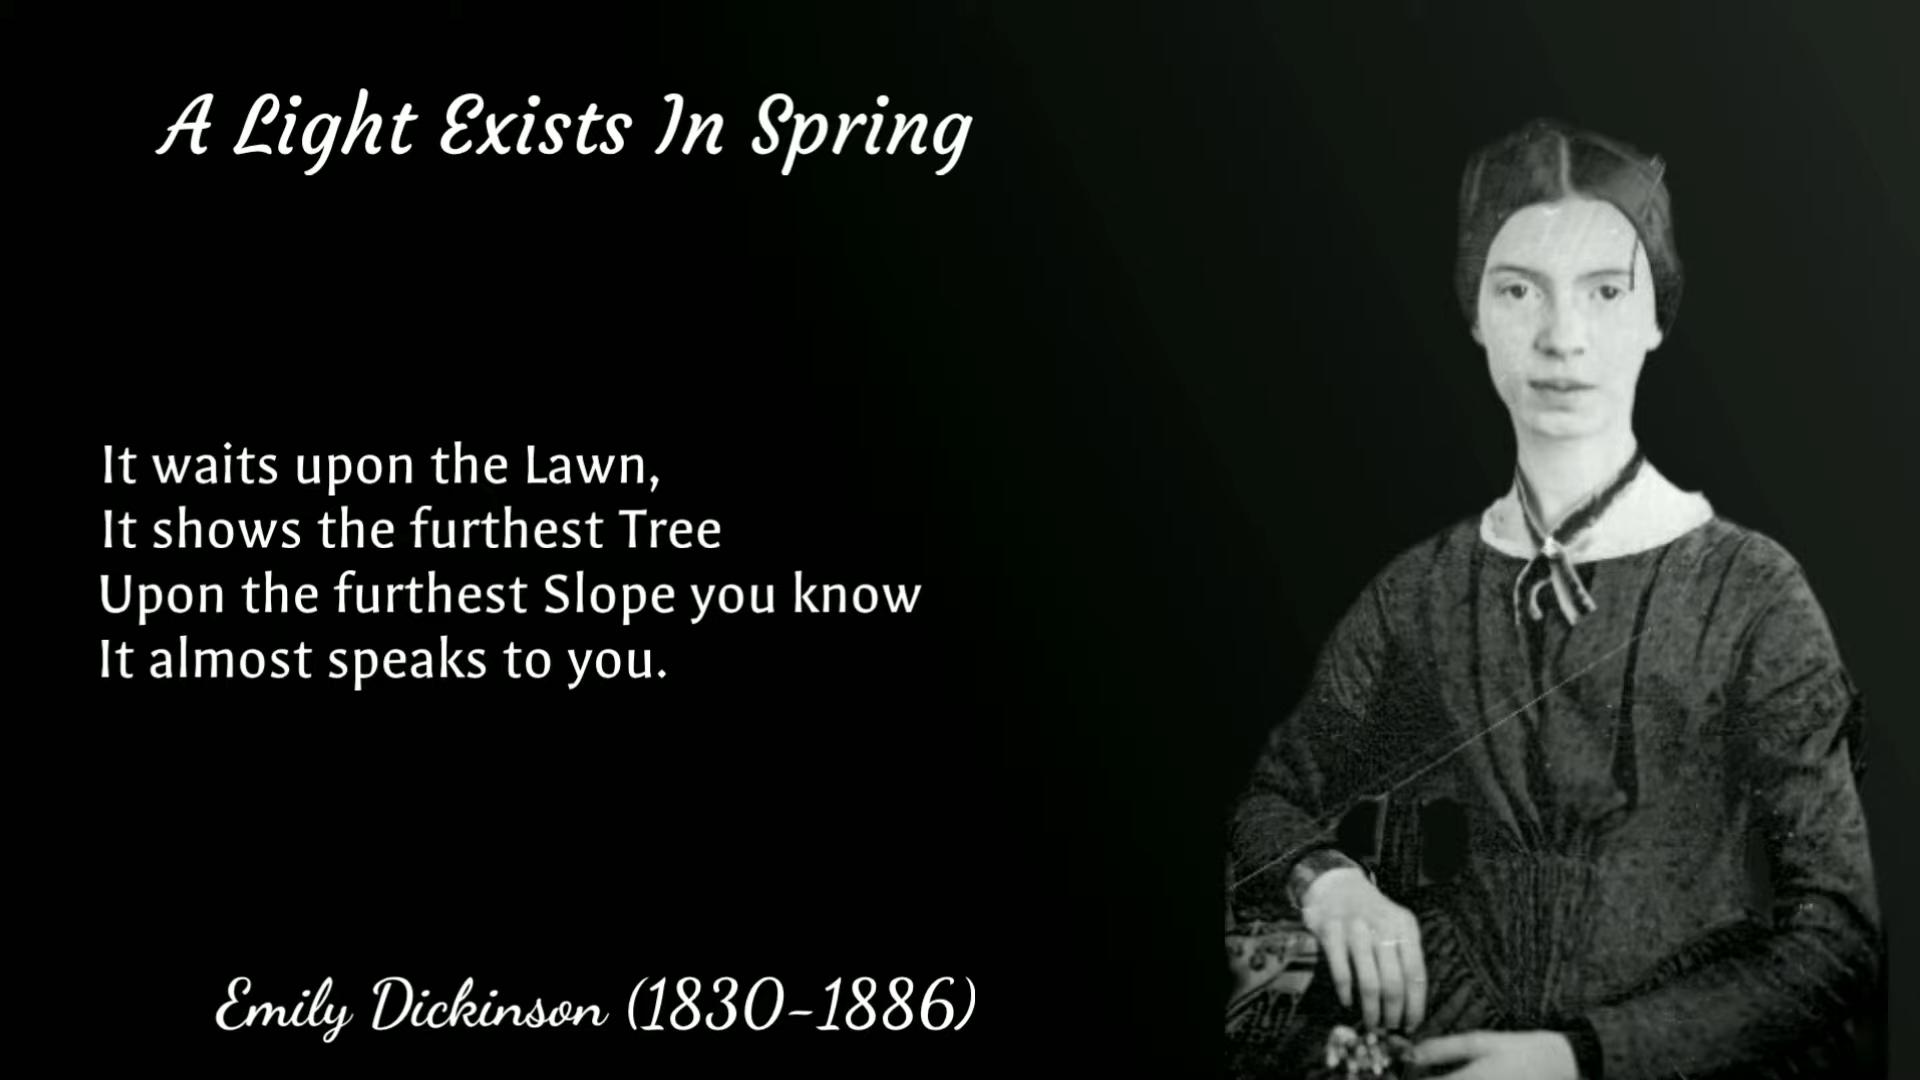 A Light Exists In Spring
It waits upon the Lawn,
It shows the furthest Tree
Upon the furthest Slope you know
It almost speaks to you.
Emily Dickinson (1830-1886)